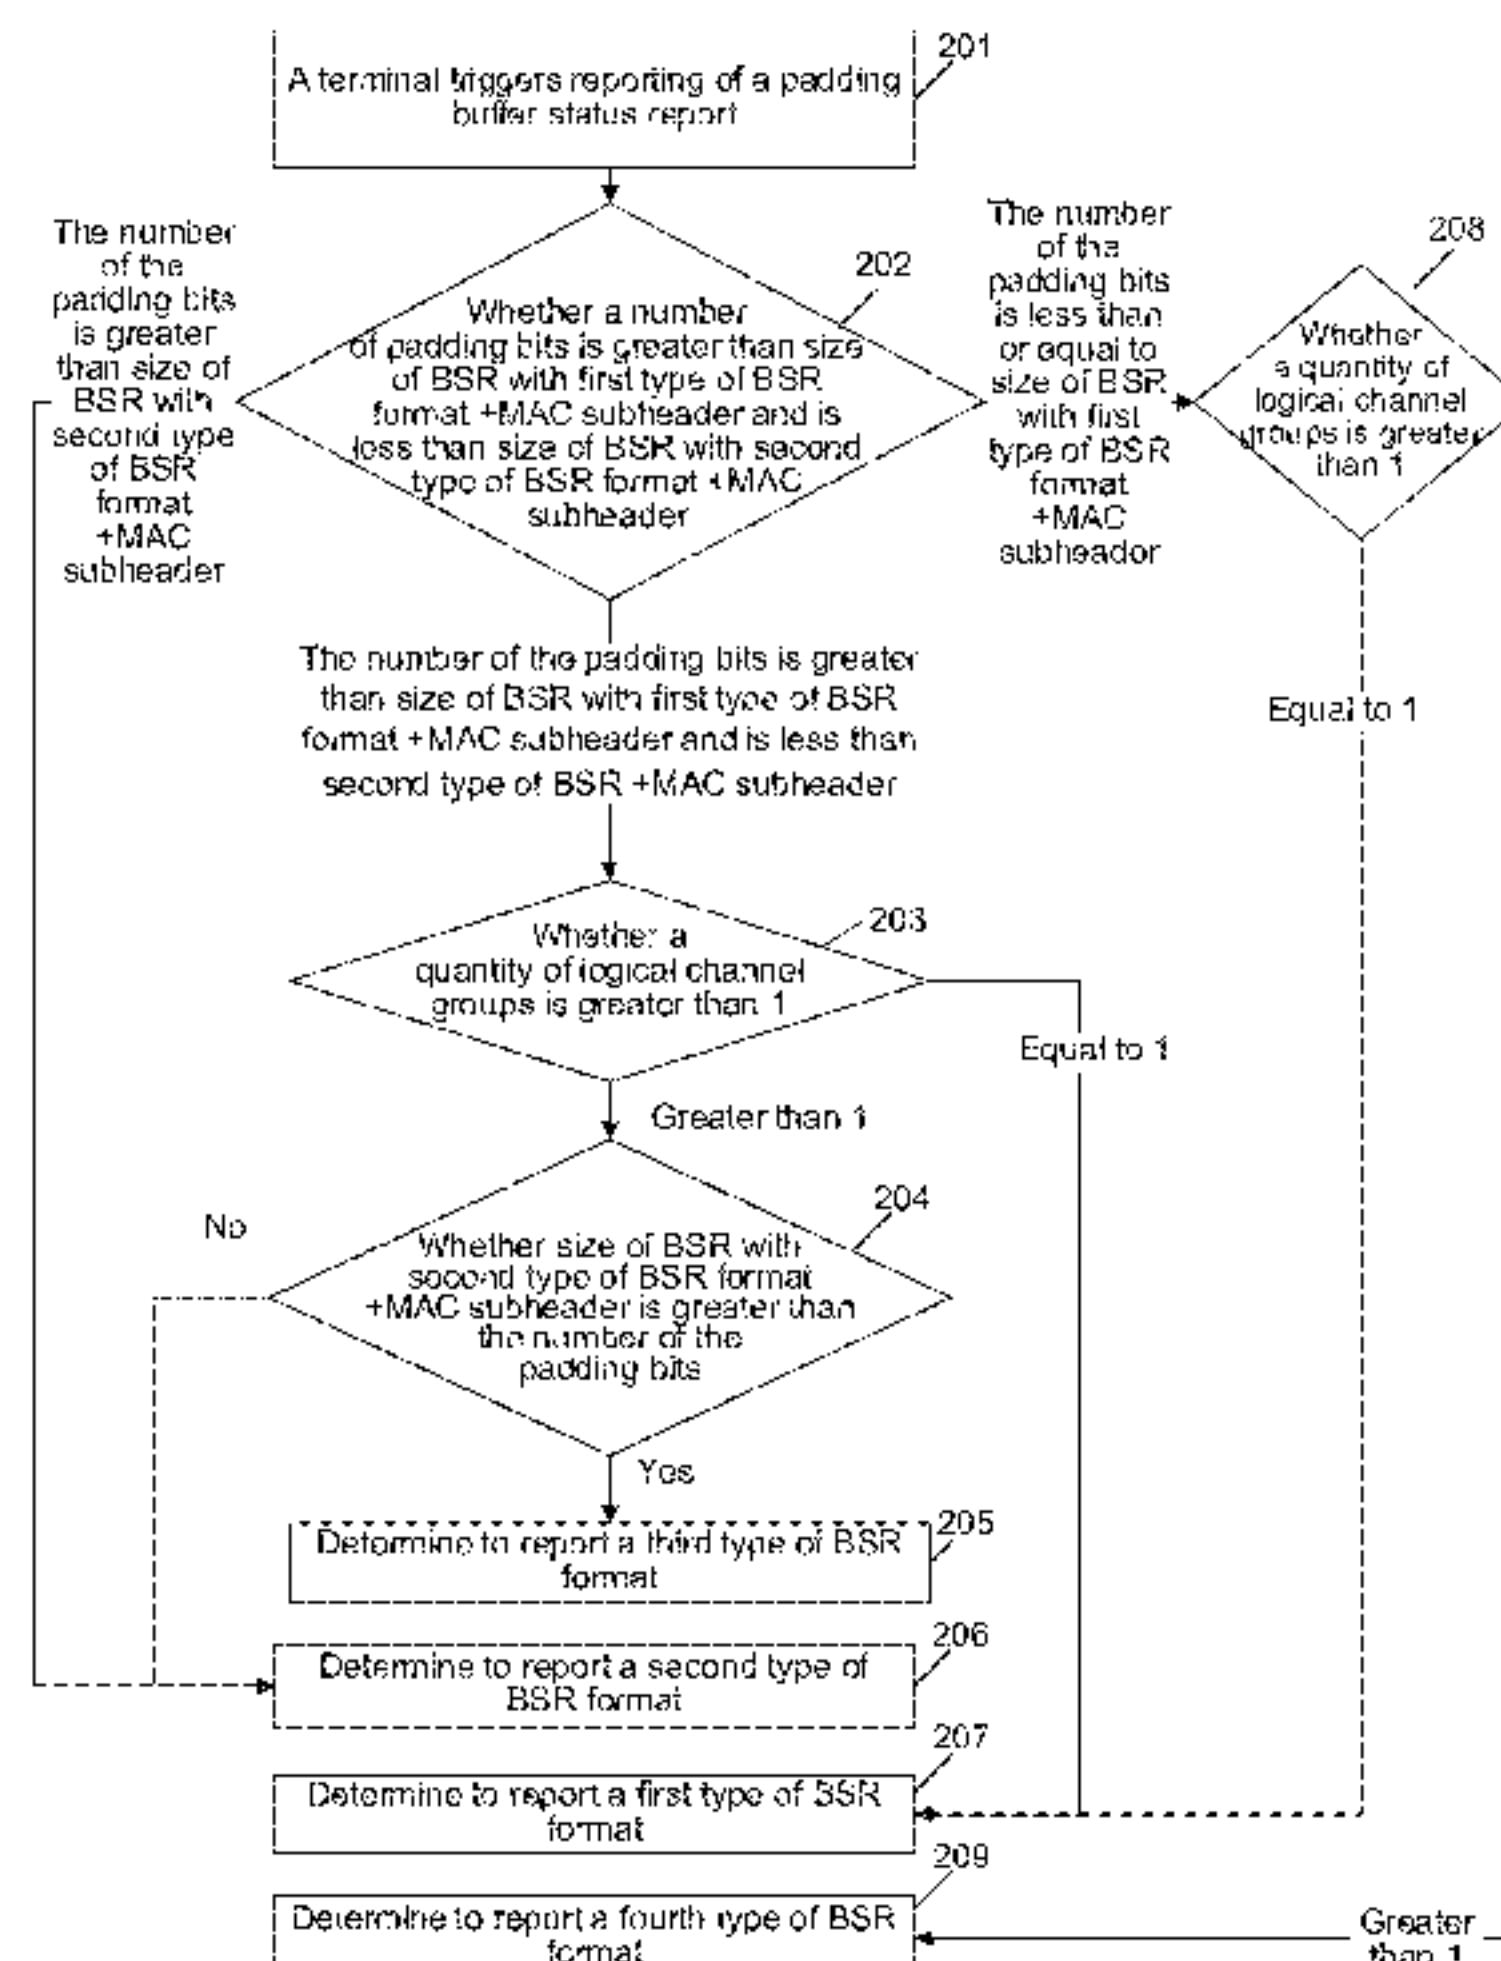 201
A terminal triggers reporting of a padding
buffer status report
The number
of the
padding bits
is greater
than size of
BSR with
second type
of BSR
format
+MAC
subheader
202
Whether a number
of padding bits is greater than size
of BSR with first type of BSR
format +MAC subheader and is
less than size of BSR with second
type of BSR format +MAC
subheader
The number
of the
padding bits
is less than
or equal to
size of BSR
with first
type of BSR
format
+MAC
subheader
208
Whether
a quantity of
logical channel
groups is greater
than 1
The number of the padding bits is greater
than size of BSR with first type of BSR
format +MAC subheader and is less than
second type of BSR +MAC subheader
Equal to 1
203
Whether a
quantity of logical channel
groups is greater than 1
Equal to 1
Greater than 1
204
No
Whether size of BSR with
second type of BSR format
+MAC subheader is greater than
the number of the
padding bits
Yes
205
Determine to report a third type of BSR
format
206
Determine to report a second type of
BSR format
207
Determine to report a first type of BSR
format
209
Determine to report a fourth type of BSR
format
Greater
than 1